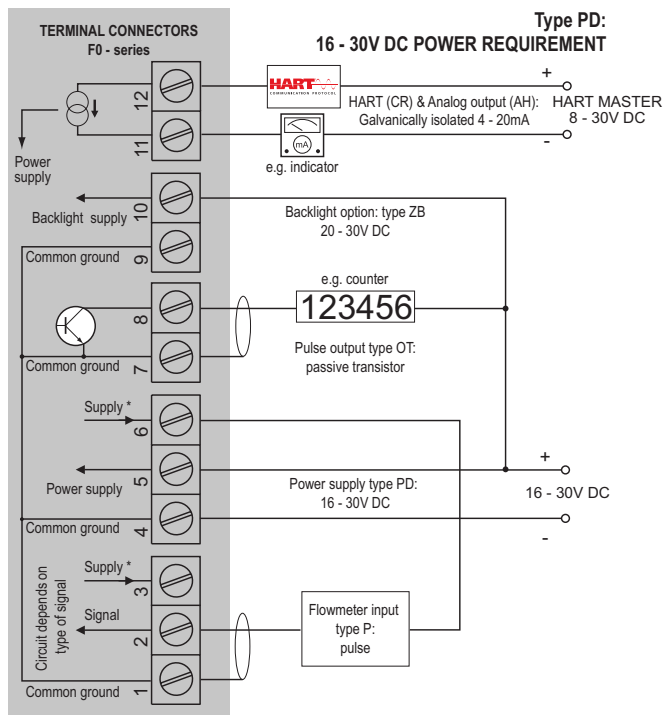 Type PD:
16 - 30V DC POWER REQUIREMENT
TERMINAL CONNECTORS
F0 - series
12
HART
COMMUNICATION PROTOCOL
+
HART (CR) & Analog output (AH):
Galvanically isolated 4 - 20mA
HART MASTER
8 - 30V DC
11
mA
-
e.g. indicator
Power
supply
10
Backlight supply
Backlight option: type ZB
20 - 30V DC
9
Common ground
e.g. counter
8
123456
7
Common ground
Pulse output type OT:
passive transistor
Supply *
6
5
Power supply
Power supply type PD:
16 - 30V DC
+
16 - 30V DC
-
4
Common ground
Circuit depends on
type of signal
Supply *
3
Signal
2
Flowmeter input
type P:
pulse
1
Common ground